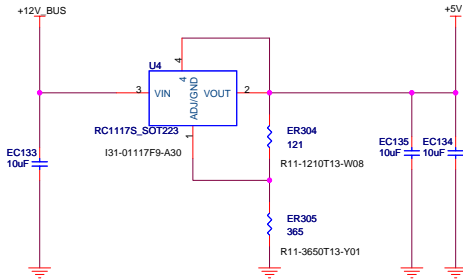 +12V_BUS
+5V
U4
4
4
3
VIN
ADJ/GND
VOUT
2
RC1117S_SOT223
1
I31-01117F9-A30
EC133
10uF
ER304
121
R11-1210T13-W08
EC135
10uF
EC134
10uF
ER305
365
R11-3650T13-Y01